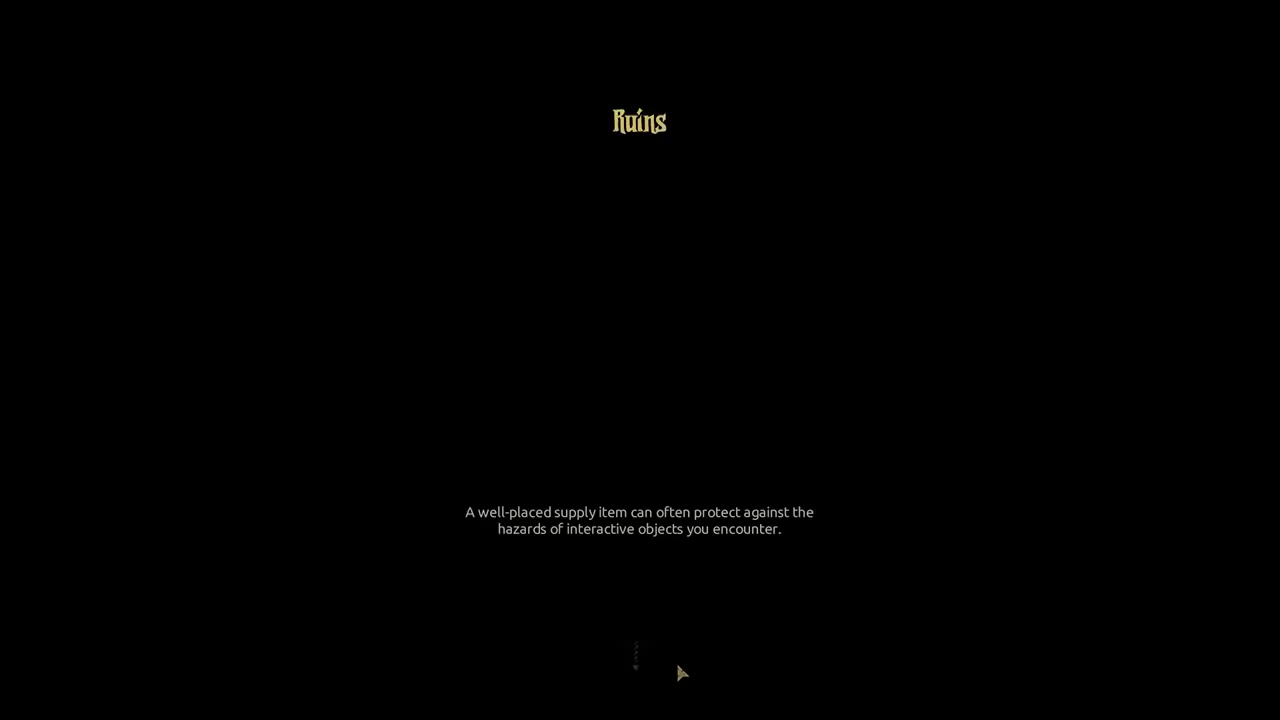 Ruins
A well-placed supply item can often protect against the
hazards of interactive objects you encounter.